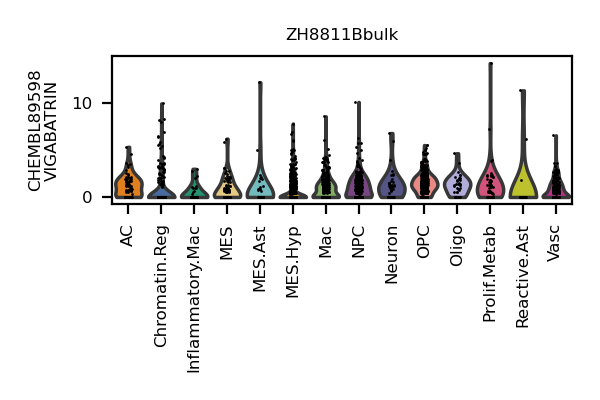 ZH8811Bbulk
CHEMBL89598
VIGABATRIN
10
0
AC
Chromatin.Reg
Inflammatory.Mac
MES
MES.Ast
MES.Hyp
Mac
NPC
Neuron
OPC
Oligo
Prolif.Metab
Reactive.Ast
Vasc